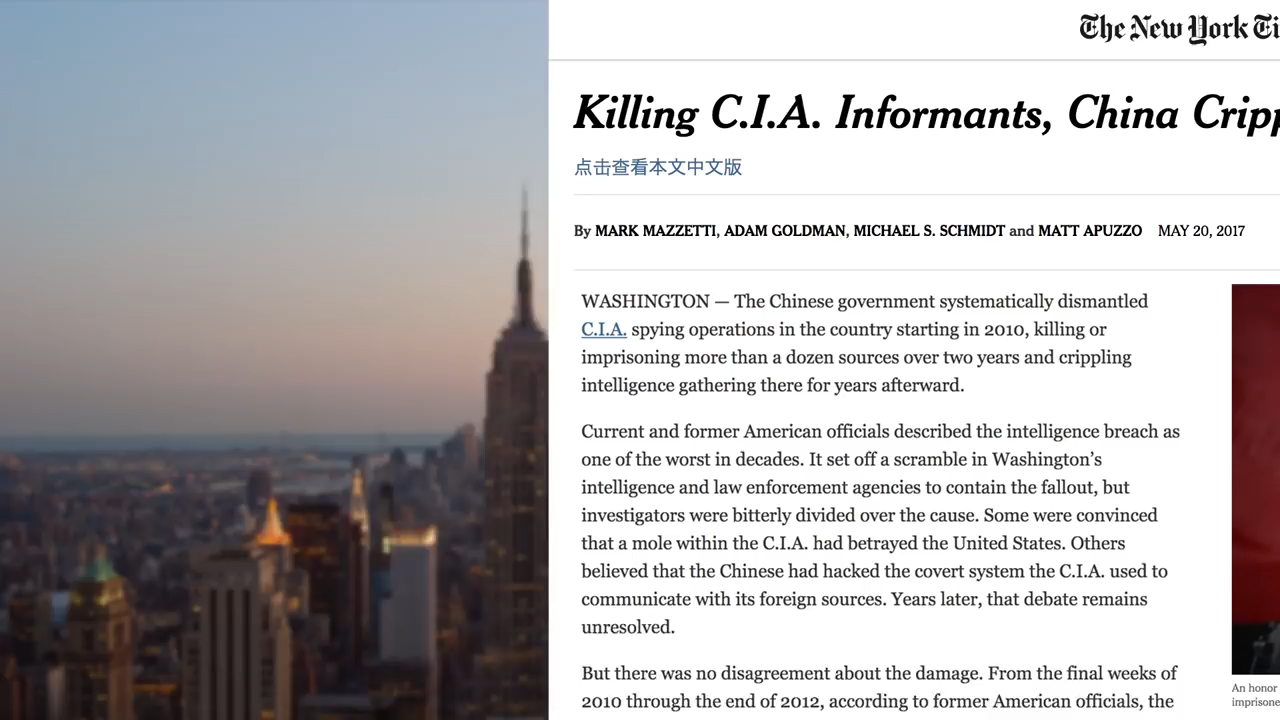 The New York Ti
Killing C.I.A. Informants, China Cripp
点击查看本文中文版
By MARK MAZZETTI, ADAM GOLDMAN, MICHAEL S. SCHMIDT and MATT APUZZO MAY 20, 2017
WASHINGTON — The Chinese government systematically dismantled
C.I.A. spying operations in the country starting in 2010, killing or
imprisoning more than a dozen sources over two years and crippling
intelligence gathering there for years afterward.
Current and former American officials described the intelligence breach as
one of the worst in decades. It set off a scramble in Washington’s
intelligence and law enforcement agencies to contain the fallout, but
investigators were bitterly divided over the cause. Some were convinced
that a mole within the C.I.A. had betrayed the United States. Others
believed that the Chinese had hacked the covert system the C.I.A. used to
communicate with its foreign sources. Years later, that debate remains
unresolved.
But there was no disagreement about the damage. From the final weeks of
2010 through the end of 2012, according to former American officials, the
An honor
imprisone